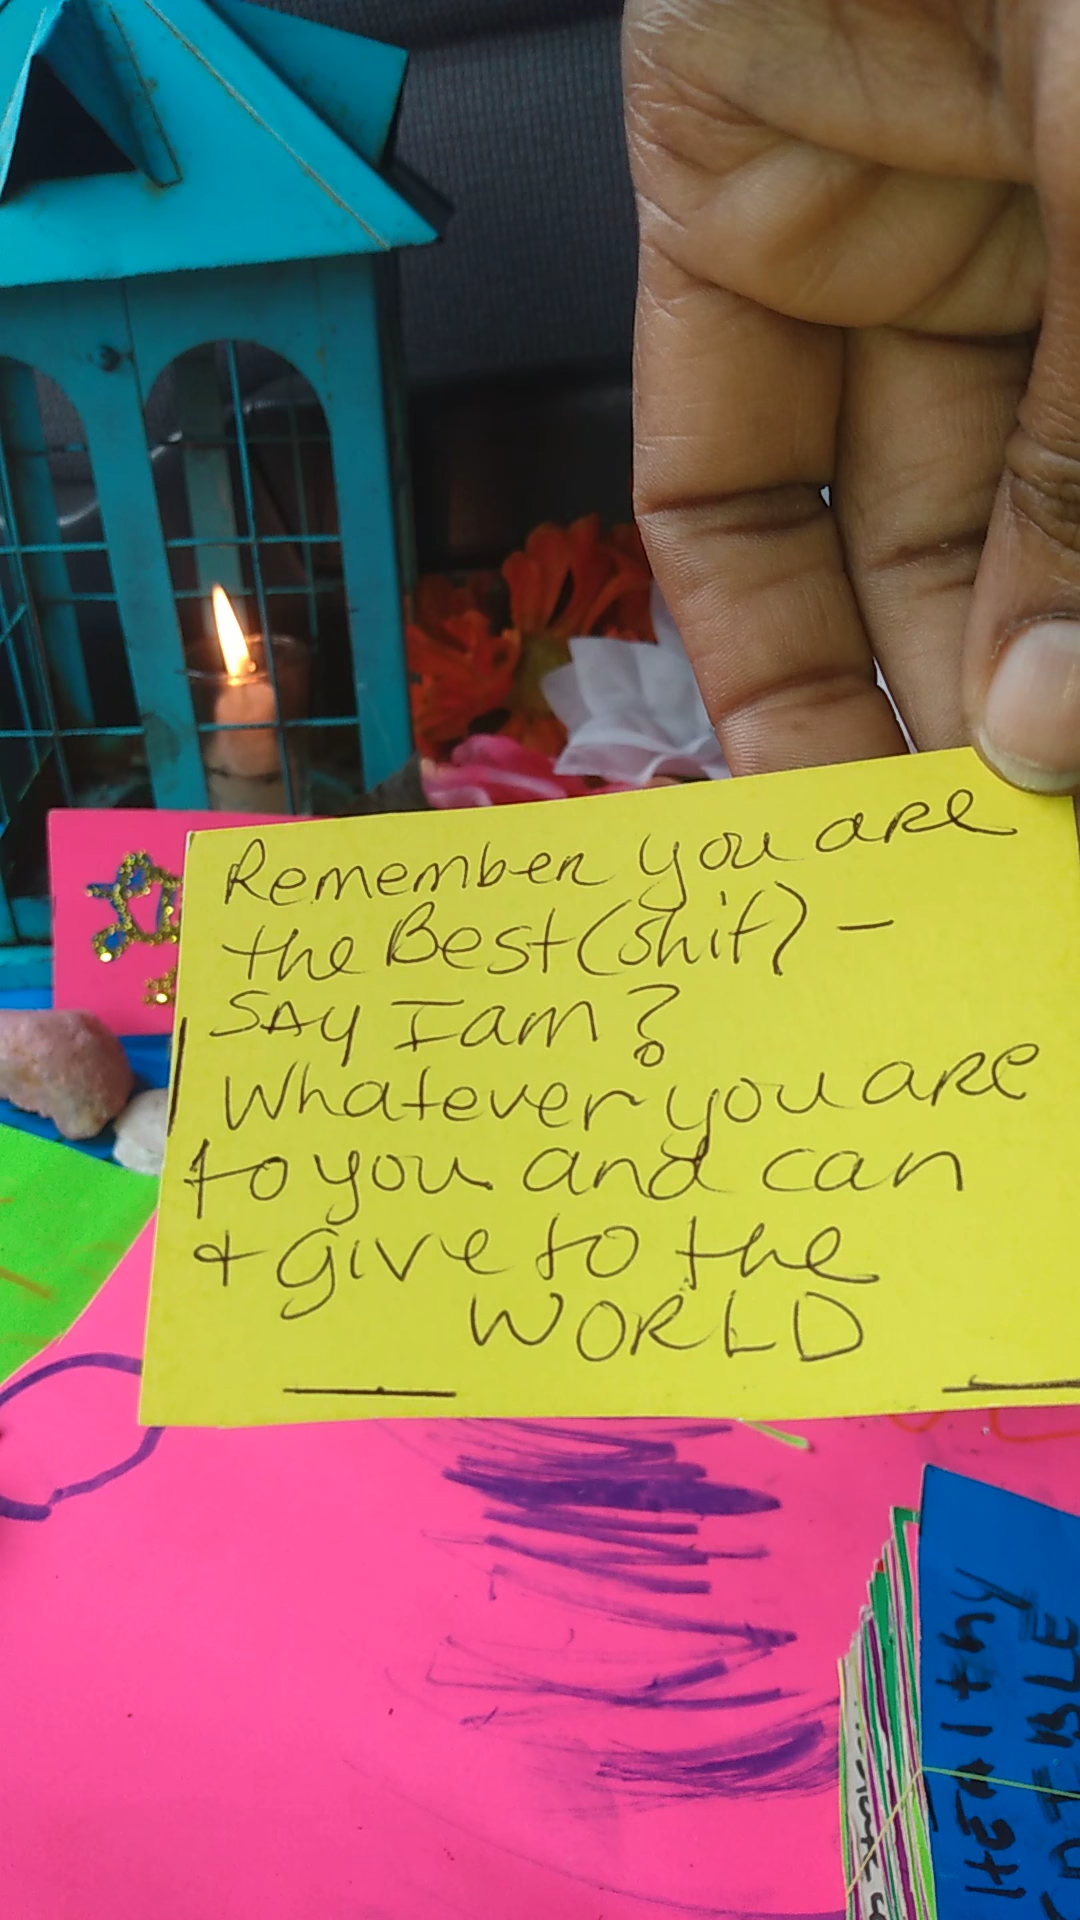 Remember you are
the Best (shit) –
SAY I am?
Whatever you are
to you and can
+ give to the
WORLD
HEAlthy